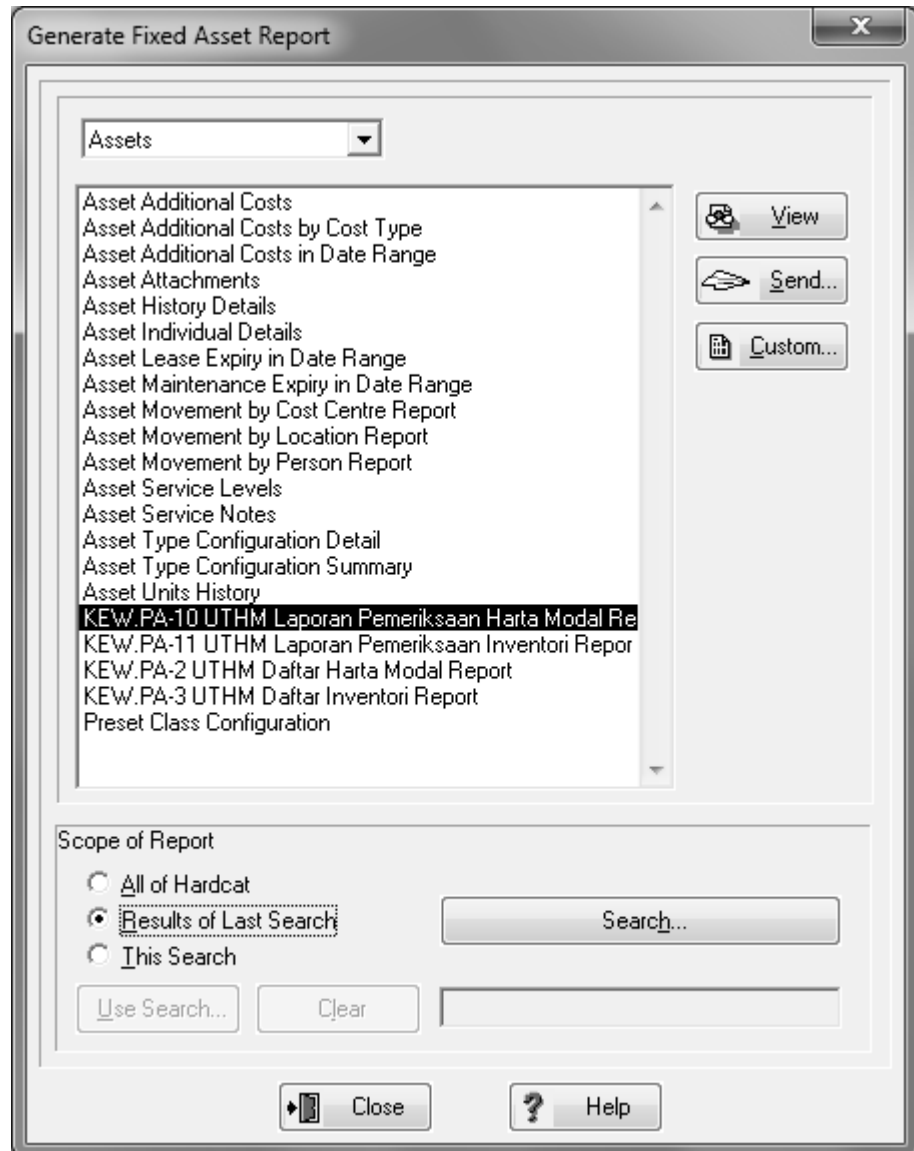 Generate Fixed Asset Report
x
Assets
Asset Additional Costs
Asset Additional Costs by Cost Type
Asset Additional Costs in Date Range
Asset Attachments
Asset History Details
Asset Individual Details
Asset Lease Expiry in Date Range
Asset Maintenance Expiry in Date Range
Asset Movement by Cost Centre Report
Asset Movement by Location Report
Asset Movement by Person Report
Asset Service Levels
Asset Service Notes
Asset Type Configuration Detail
Asset Type Configuration Summary
Asset Units History
KEW.PA-10 UTHM Laporan Pemeriksaan Harta Modal Re
KEW.PA-11 UTHM Laporan Pemeriksaan Inventori Repor
KEW.PA-2 UTHM Daftar Harta Modal Report
KEW.PA-3 UTHM Daftar Inventori Report
Preset Class Configuration
View
Send...
Custom...
Scope of Report
All of Hardcat
Results of Last Search
This Search
Search...
Use Search...
Clear
Close
? Help